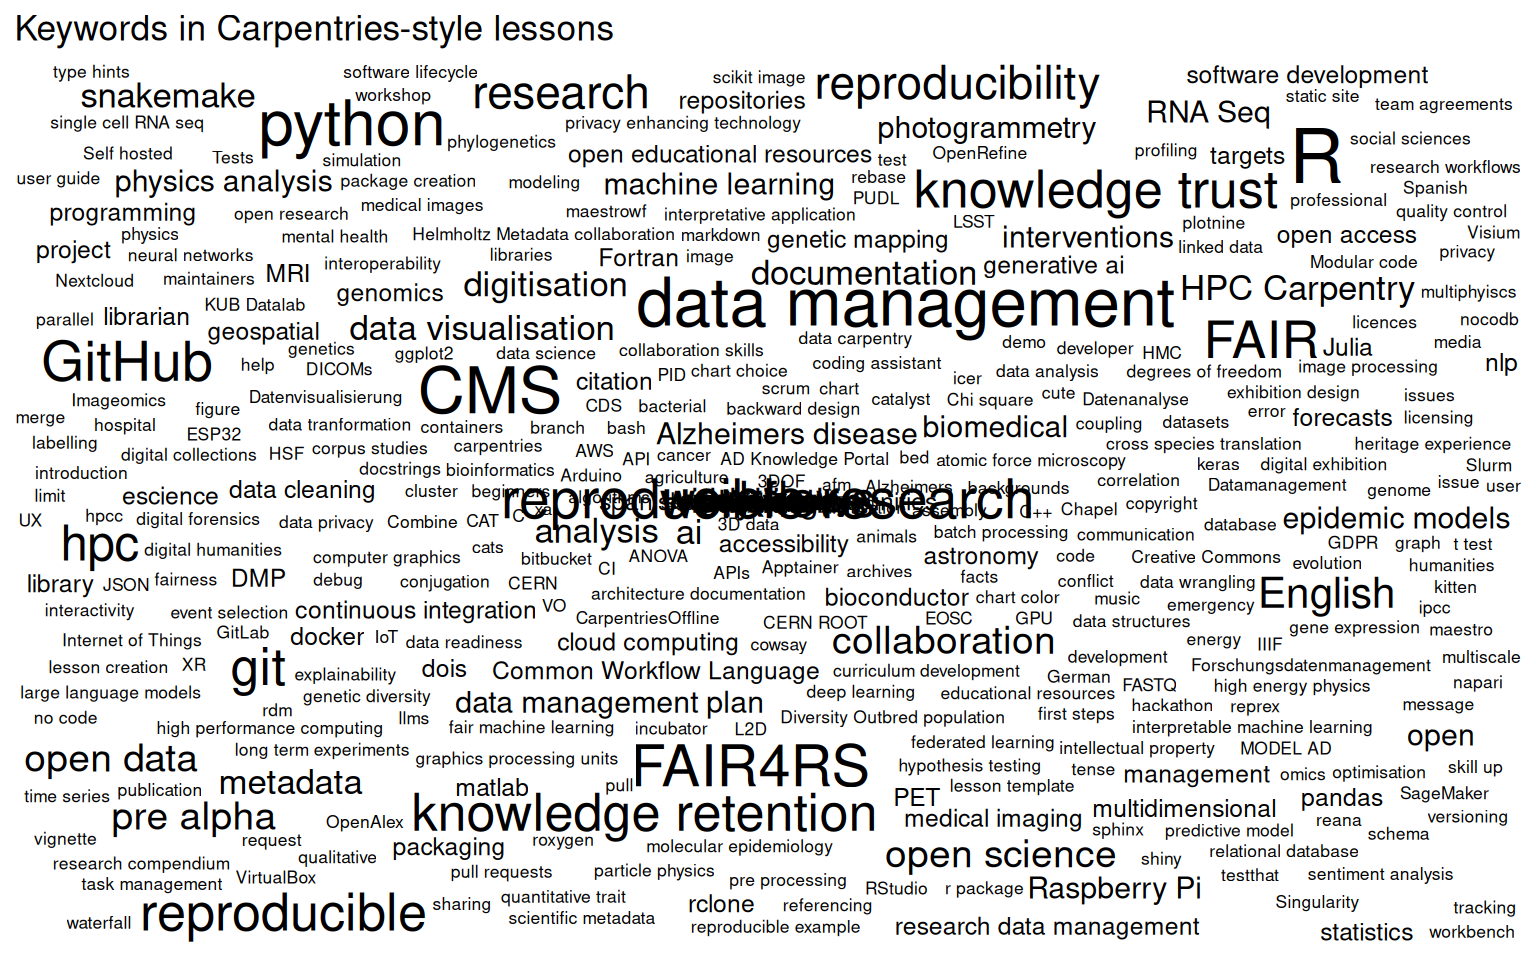 Keywords in Carpentries-style lessons
type hints software lifecycle scikit image reproducibility software development
snakemake workshop research repositories static site team agreements
single cell RNA seq python phylogenetics privacy enhancing technology photogrammetry RNA Seq R social sciences
Self hosted Tests simulation open educational resources test OpenRefine profiling targets research workflows
user guide physics analysis package creation modeling machine learning rebase PUDL knowledge trust professional Spanish
programming open research medical images maestrowf interpretative application LSST plotnine quality control
physics mental health Helmholtz Metadata collaboration markdown genetic mapping interventions linked data open access Visium
project neural networks libraries Fortran image privacy
Nextcloud maintainers MRI interoperability documentation generative ai Modular code
KUB Datalab genomics digitisation data management HPC Carpentry multiphyiscs
parallel librarian geospatial data visualisation FAIR licences nocodb
GitHub genetics ggplot2 data science collaboration skills data carpentry demo developer HMC Julia media
help DICOMs CMS citation PID chart choice coding assistant icer data analysis degrees of freedom image processing nlp
Imageomics figure Datenvisualisierung CDS bacterial scrum chart backward design catalyst Chi square cute Datenanalyse exhibition design issues
merge hospital ESP32 data tranformation containers branch bash Alzheimers disease biomedical coupling datasets error forecasts licensing
labelling digital collections HSF corpus studies carpentries AWS API cancer AD Knowledge Portal bed atomic force microscopy cross species translation heritage experience
introduction docstrings bioinformatics Arduino agriculture 3DOF afm Alzheimers backgrounds correlation keras digital exhibition Slurm
limit escience data cleaning cluster beginners reproducible research Datamanagement genome issue user
UX hpcc digital forensics data privacy Combine CAT assembly C++ Chapel copyright
hpc digital humanities analysis ai 3D data accessibility animals batch processing communication database epidemic models
computer graphics cats bitbucket CI ANOVA APIs Apptainer archives astronomy code Creative Commons GDPR graph t test
library JSON fairness DMP debug conjugation CERN facts conflict data wrangling evolution humanities
interactivity event selection continuous integration VO architecture documentation bioconductor chart color music emergency English kitten
Internet of Things GitLab docker IoT data readiness CarpentriesOffline CERN ROOT EOSC GPU data structures ipcc
cloud computing cowsay collaboration energy IIIF gene expression maestro
lesson creation XR git explainability dois Common Workflow Language curriculum development development Forschungsdatenmanagement multiscale
large language models genetic diversity data management plan deep learning educational resources German FASTQ high energy physics napari
no code rdm llms Diversity Outbred population first steps hackathon reprex message
high performance computing fair machine learning incubator L2D interpretable machine learning
open data long term experiments graphics processing units FAIR4RS federated learning intellectual property MODEL AD open
metadata matlab pull hypothesis testing tense management omics optimisation skill up
time series publication lesson template PET multidimensional pandas SageMaker
pre alpha OpenAlex knowledge retention medical imaging sphinx predictive model reana versioning
vignette request packaging roxygen molecular epidemiology open science shiny relational database schema
research compendium qualitative pull requests particle physics pre processing RStudio r package Raspberry Pi testthat sentiment analysis
task management VirtualBox
waterfall reproducible sharing quantitative trait rclone referencing Singularity tracking
scientific metadata reproducible example research data management statistics workbench